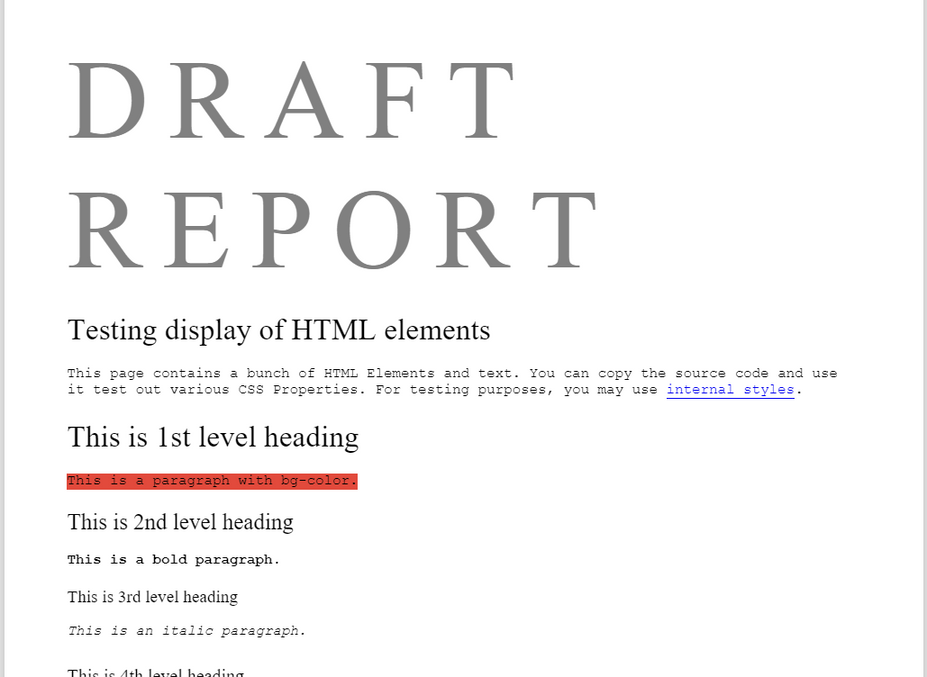 DRAFT
REPORT
Testing display of HTML elements
This page contains a bunch of HTML Elements and text. You can copy the source code and use
it test out various CSS Properties. For testing purposes, you may use internal styles.
This is 1st level heading
This is a paragraph with bg-color.
This is 2nd level heading
This is a bold paragraph.
This is 3rd level heading
This is an italic paragraph.
This is 4th level heading